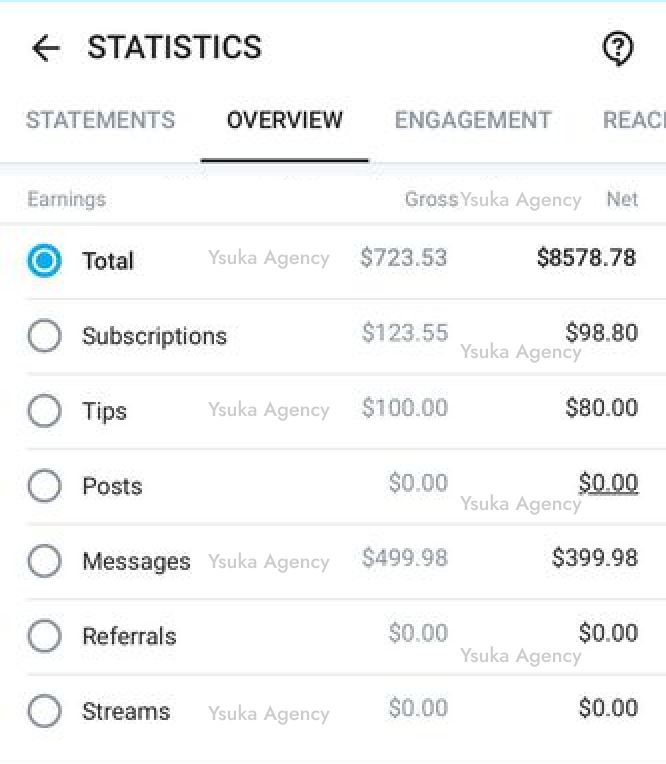 STATISTICS
STATEMENTS OVERVIEW ENGAGEMENT REACH
Earnings Gross Ysuka Agency Net
Total Ysuka Agency $723.53 $8578.78
Subscriptions $123.55 $98.80
Ysuka Agency
Tips Ysuka Agency $100.00 $80.00
Posts $0.00 $0.00
Ysuka Agency
Messages Ysuka Agency $499.98 $399.98
Referrals $0.00 $0.00
Ysuka Agency
Streams Ysuka Agency $0.00 $0.00